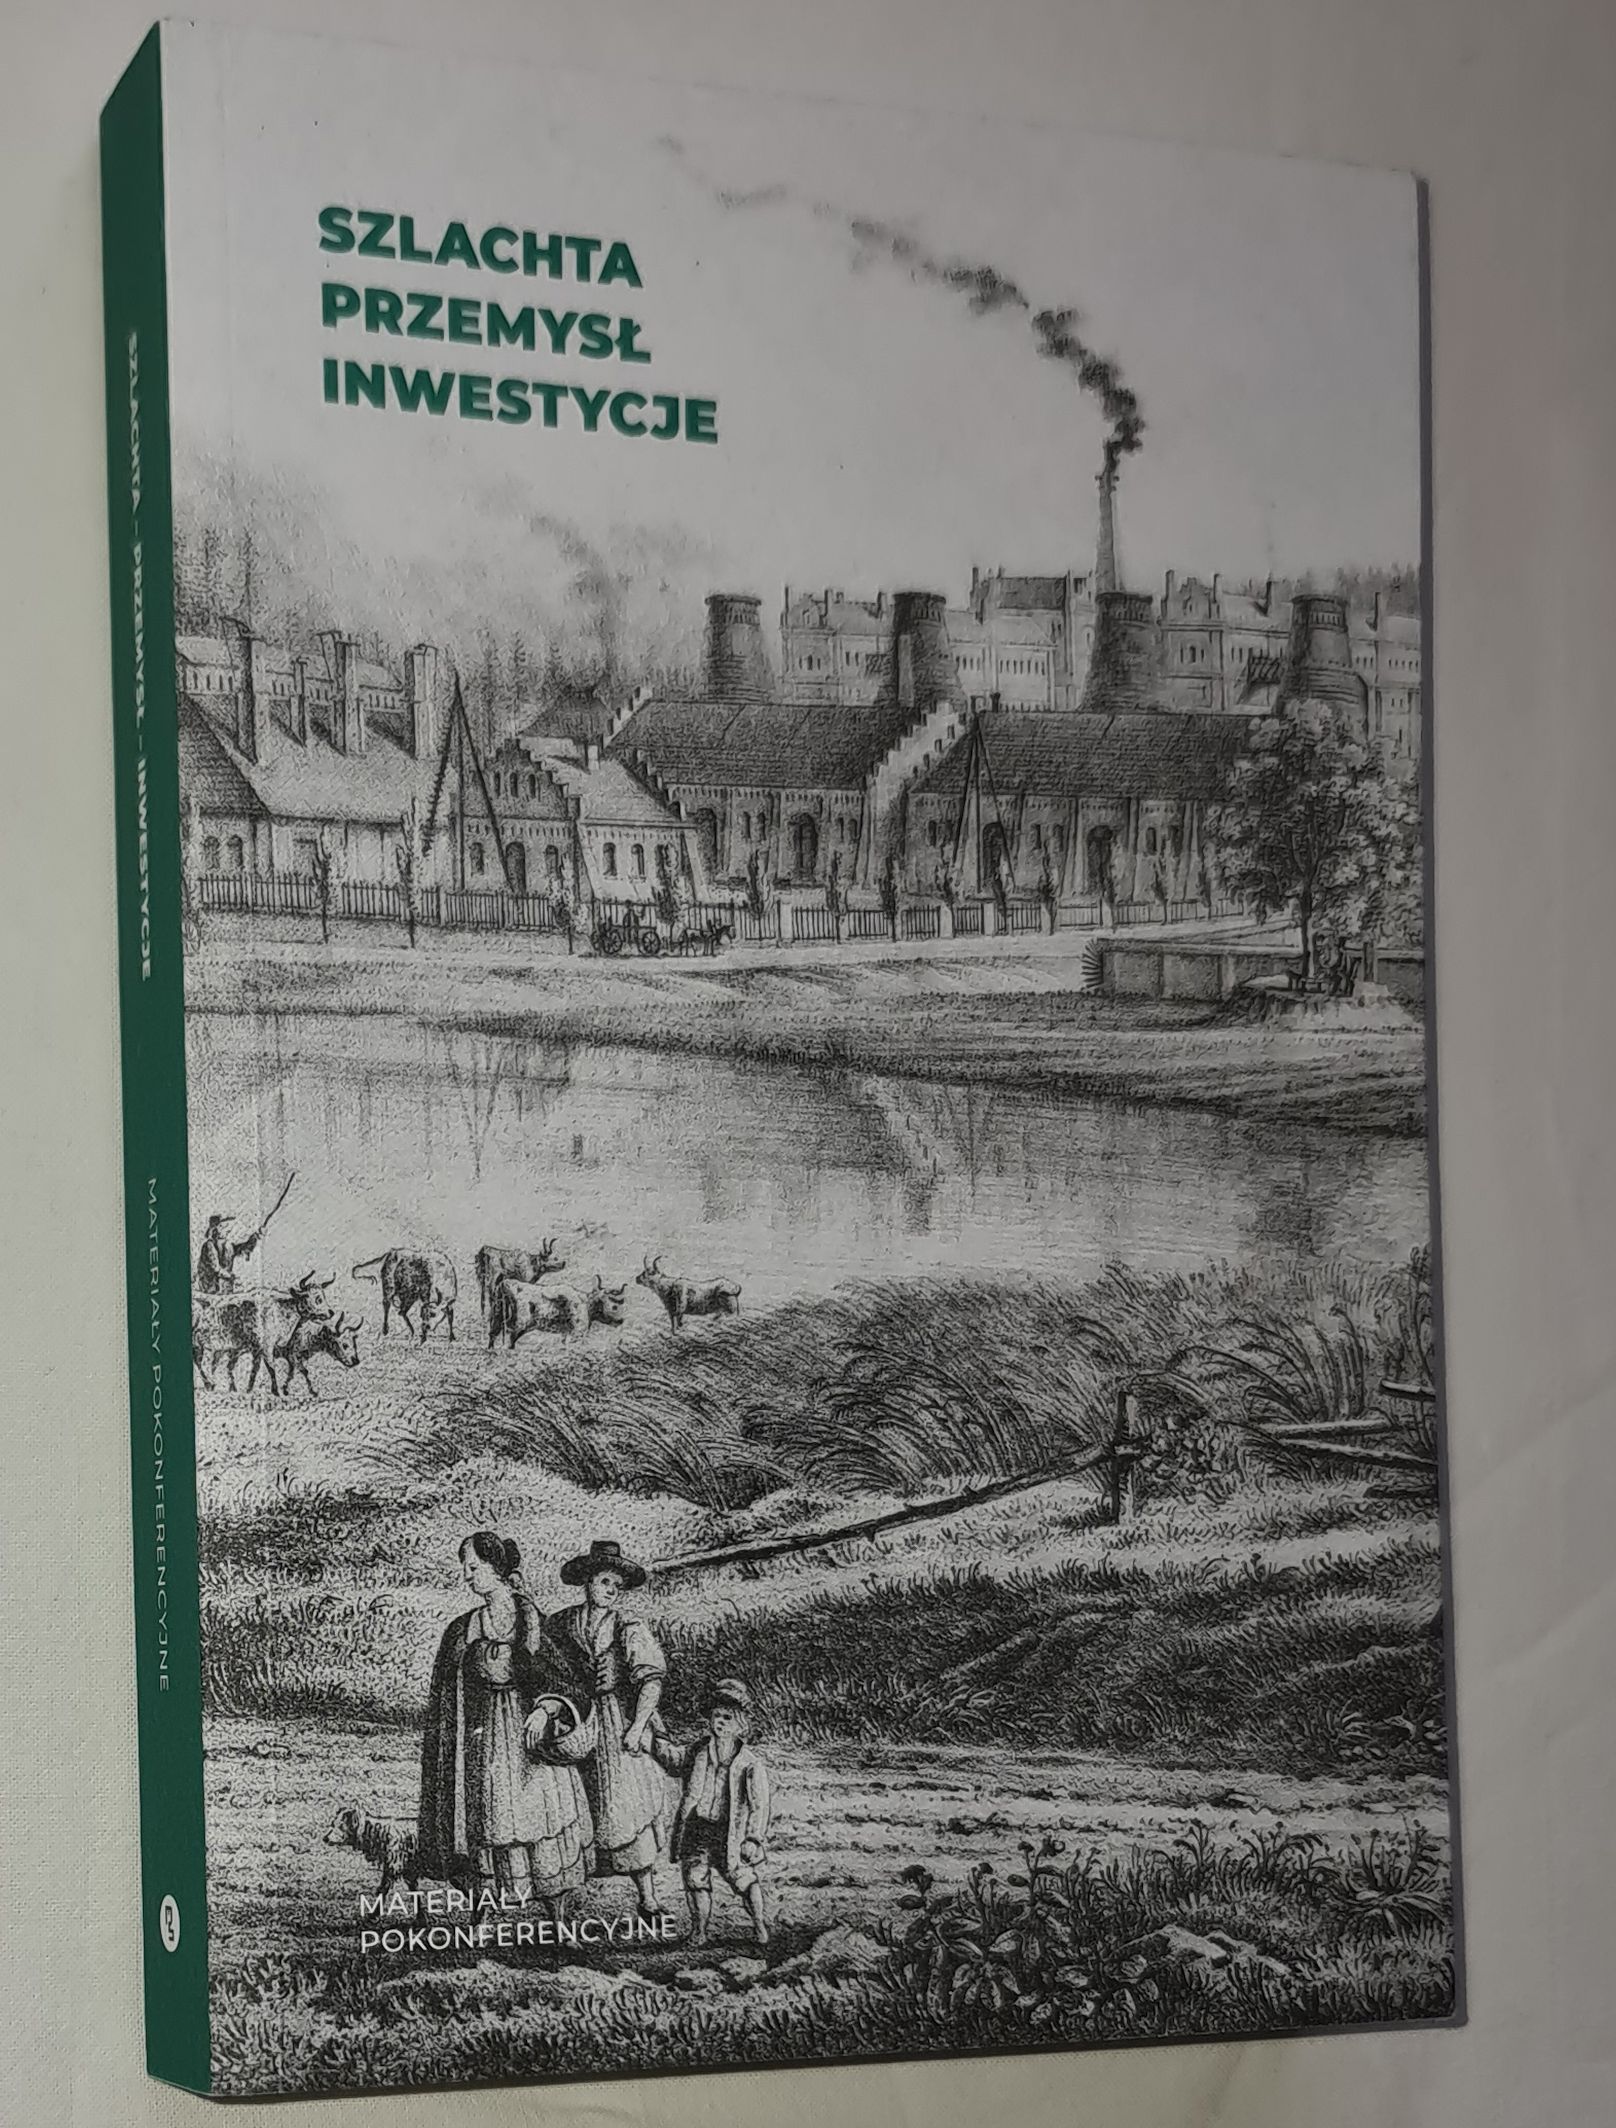 SZLACHTA
PRZEMYSŁ
INWESTYCJE
MATERIAŁY
POKONFERENCYJNE
SZLACHTA – PRZEMYSŁ – INWESTYCJE
MATERIAŁY POKONFERENCYJNE